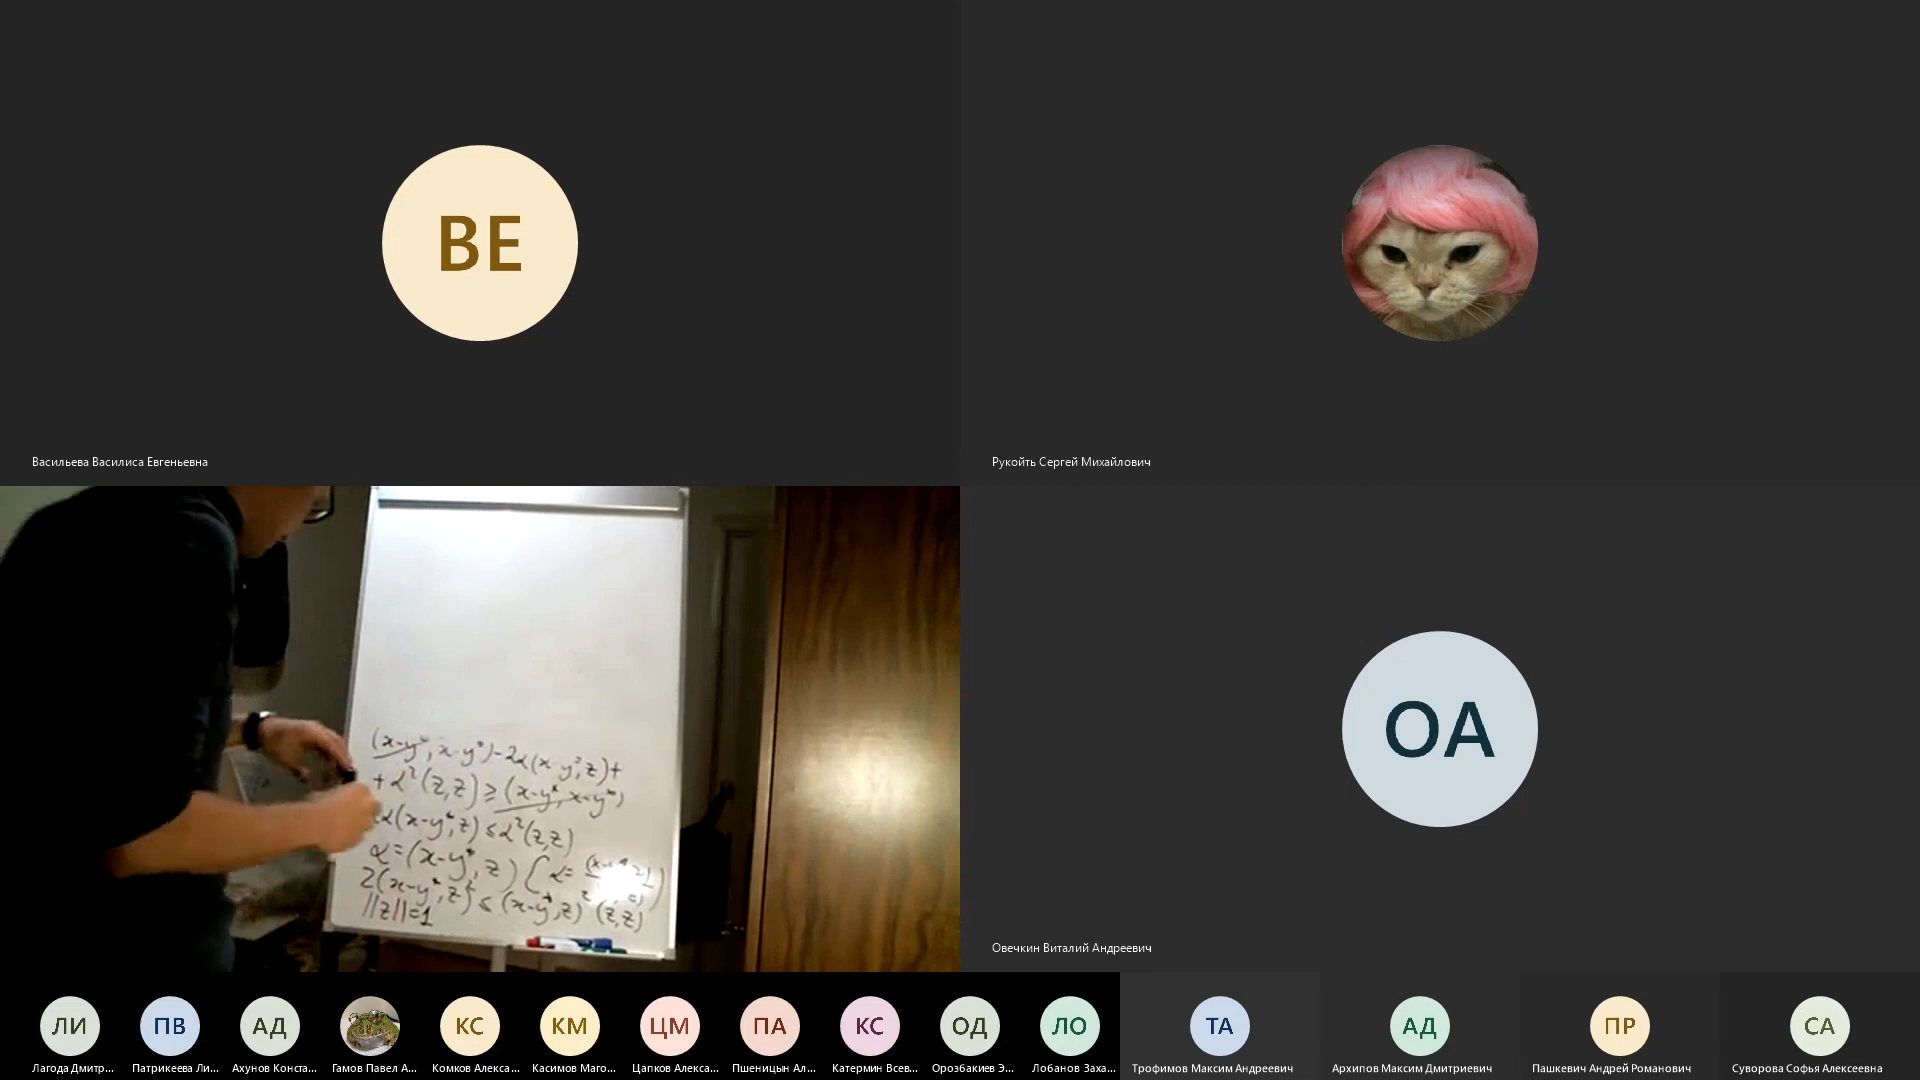 ВЕ
Васильева Василиса Евгеньевна
Рукойть Сергей Михайлович
(x-y*, x-y*)-2α(x-y*, z)+
+α²(z,z) ≥ (x-y*, x-y*)
α(x-y*, z) ≤ α²(z,z)
α=(x-y*, z) (α=
2(x-y*, z)² ≤ (x-y*, z)² (z,z)
||z||=1
ОА
Овечкин Виталий Андреевич
ЛИ
ПВ
АД
КС
КМ
ЦМ
ПА
КС
ОД
ЛО
ТА
АД
ПР
СА
Лагода Дмитр...
Патрикеева Ли...
Ахунов Конста...
Гамов Павел А...
Комков Алекса...
Касимов Маго...
Цапков Алекса...
Пшеницын Ал...
Катермин Всев...
Орозбакиев Э...
Лобанов Заха...
Трофимов Максим Андреевич
Архипов Максим Дмитриевич
Пашкевич Андрей Романович
Суворова Софья Алексеевна